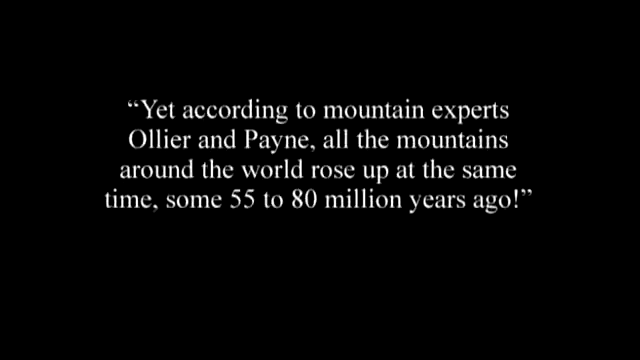 “Yet according to mountain experts
Ollier and Payne, all the mountains
around the world rose up at the same
time, some 55 to 80 million years ago!”